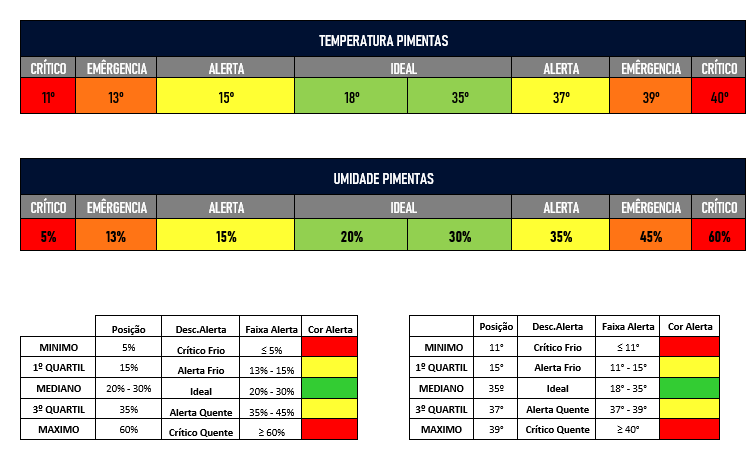 TEMPERATURA PIMENTAS
CRÍTICO EMÊRGENCIA ALERTA IDEAL ALERTA EMÊRGENCIA CRÍTICO
11º 13º 15º 18º 35º 37º 39º 40º
UMIDADE PIMENTAS
CRÍTICO EMÊRGENCIA ALERTA IDEAL ALERTA EMÊRGENCIA CRÍTICO
5% 13% 15% 20% 30% 35% 45% 60%
Posição Desc.Alerta Faixa Alerta Cor Alerta
MINIMO 5% Crítico Frio ≤ 5%
1º QUARTIL 15% Alerta Frio 13% - 15%
MEDIANO 20% - 30% Ideal 20% - 30%
3º QUARTIL 35% Alerta Quente 35% - 45%
MAXIMO 60% Crítico Quente ≥ 60%
Posição Desc.Alerta Faixa Alerta Cor Alerta
MINIMO 11° Crítico Frio ≤ 11°
1º QUARTIL 15° Alerta Frio 11° - 15°
MEDIANO 35º Ideal 18° - 35°
3º QUARTIL 37° Alerta Quente 37° - 39°
MAXIMO 39° Crítico Quente ≥ 40°